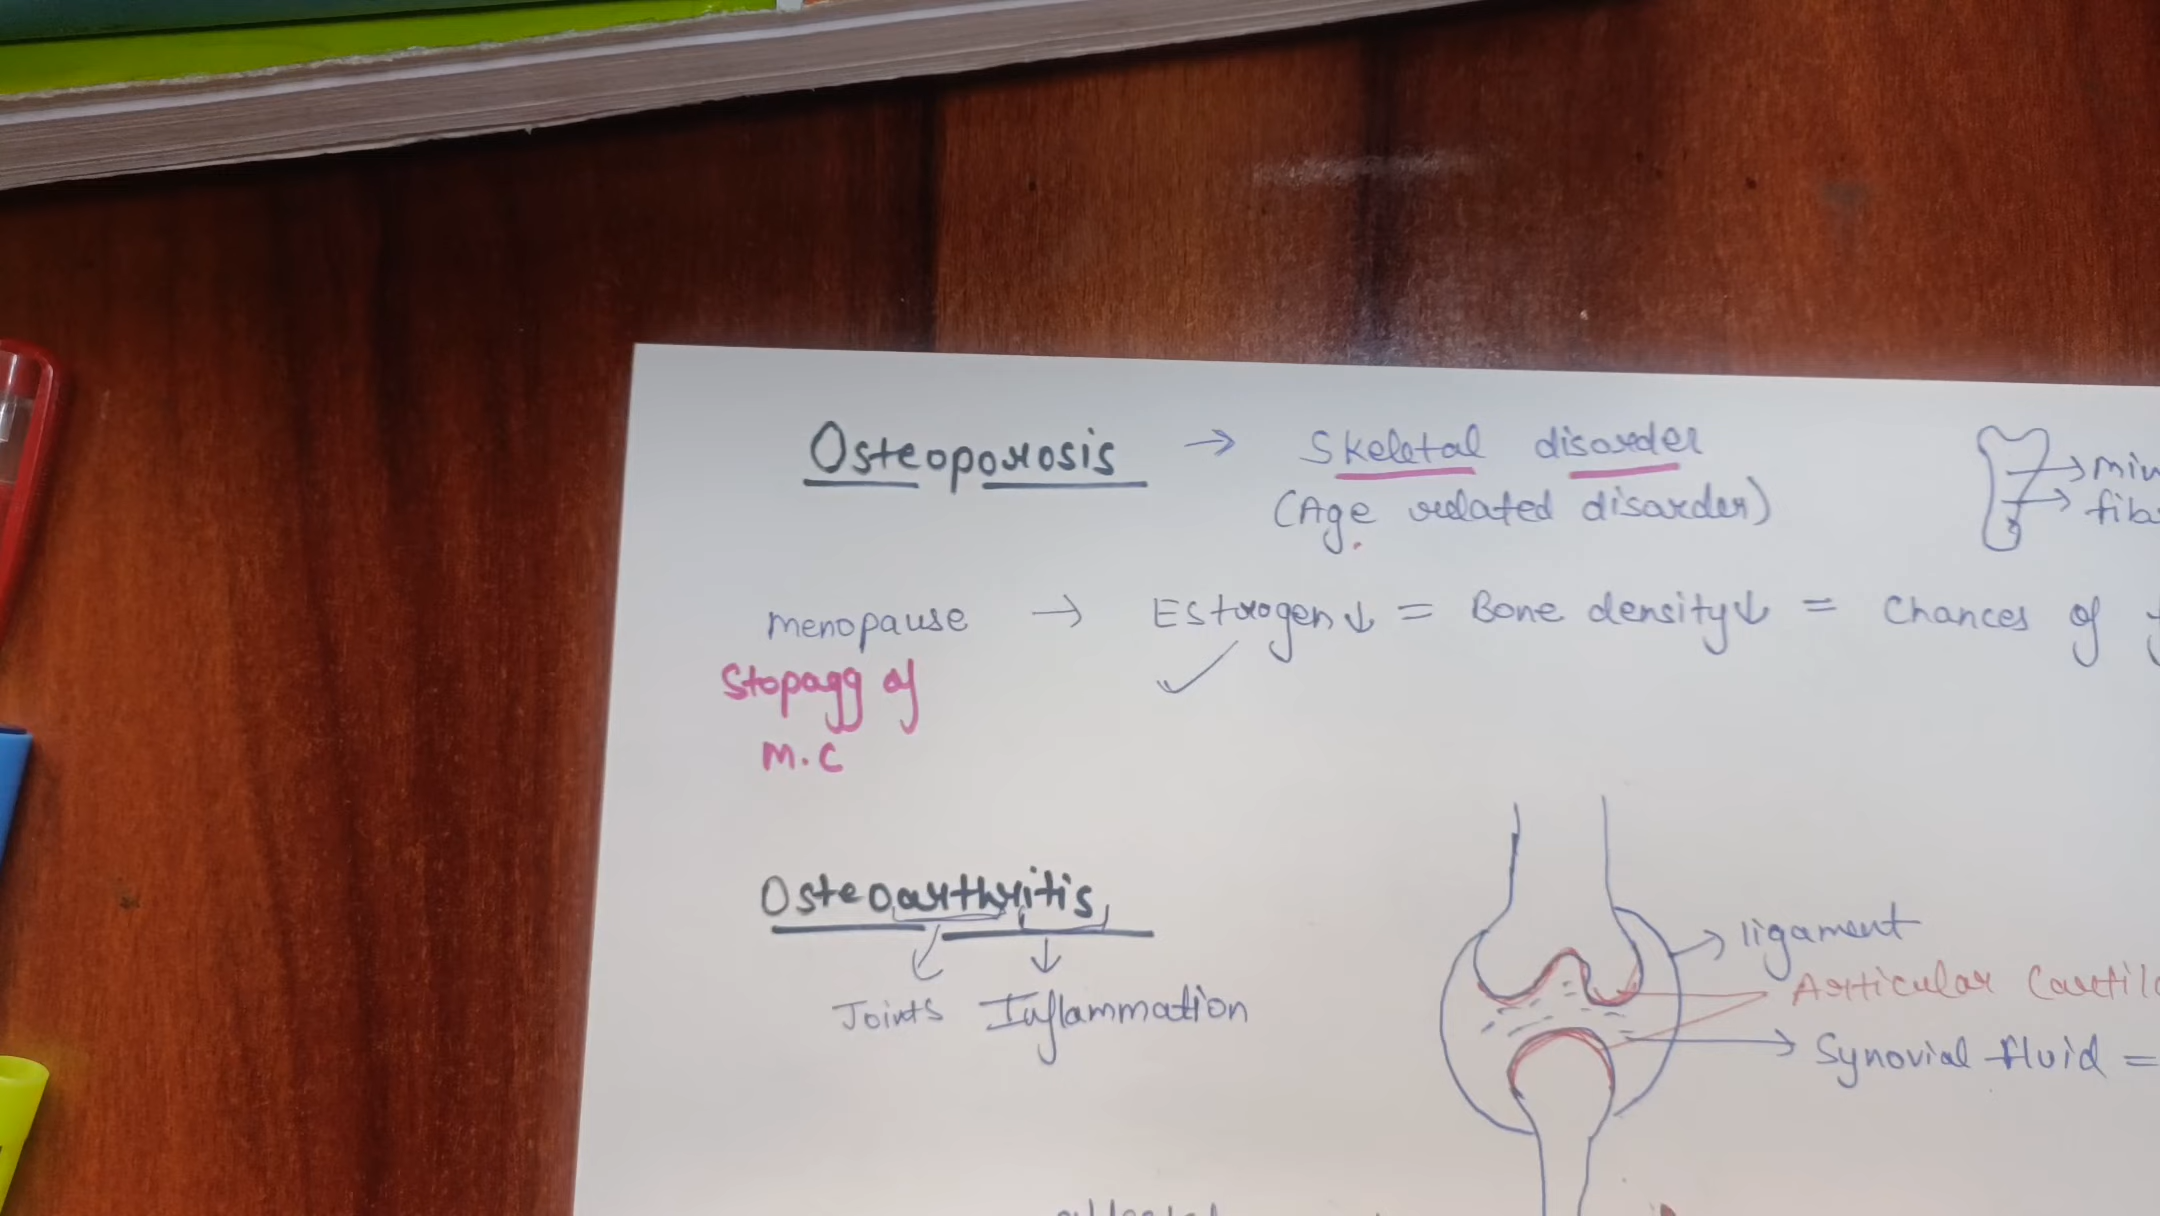 Osteoporosis → Skeletal disorder
(Age related disorder)
menopause → Estrogen↓ = Bone density↓ = Chances of
Stopagg of
M.C
Osteoarthritis
Joints Inflammation
ligament
Articular
Synovial fluid =